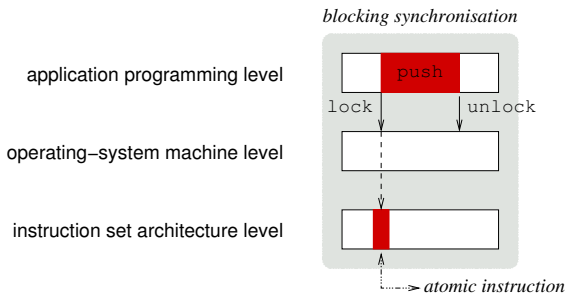 blocking synchronisation
application programming level
push
lock
unlock
operating−system machine level
instruction set architecture level
atomic instruction